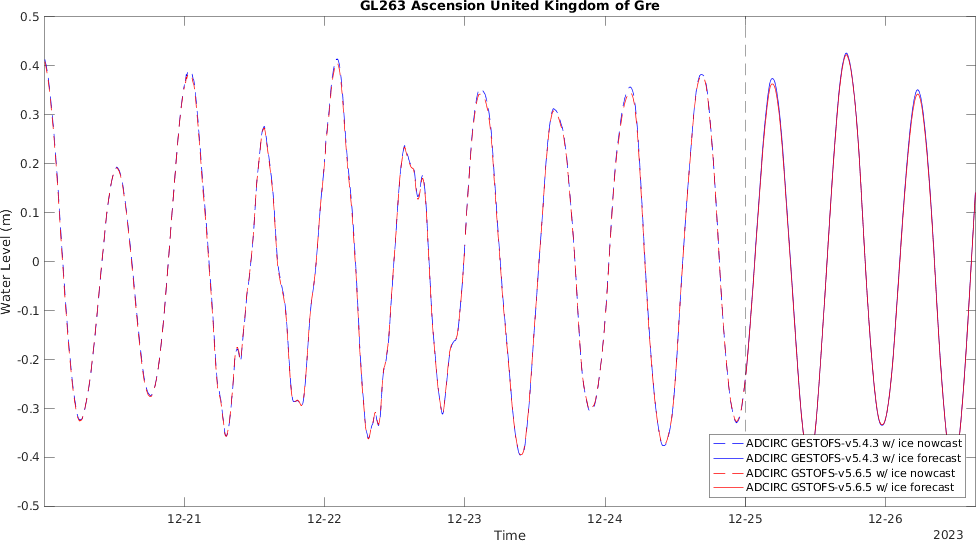 GL263 Ascension United Kingdom of Gre
0.5
0.4
0.3
0.2
0.1
0
-0.1
-0.2
-0.3
-0.4
-0.5
Water Level (m)
ADCIRC GESTOFS-v5.4.3 w/ ice nowcast
ADCIRC GESTOFS-v5.4.3 w/ ice forecast
ADCIRC GSTOFS-v5.6.5 w/ ice nowcast
ADCIRC GSTOFS-v5.6.5 w/ ice forecast
12-21 12-22 12-23 12-24 12-25 12-26
Time
2023